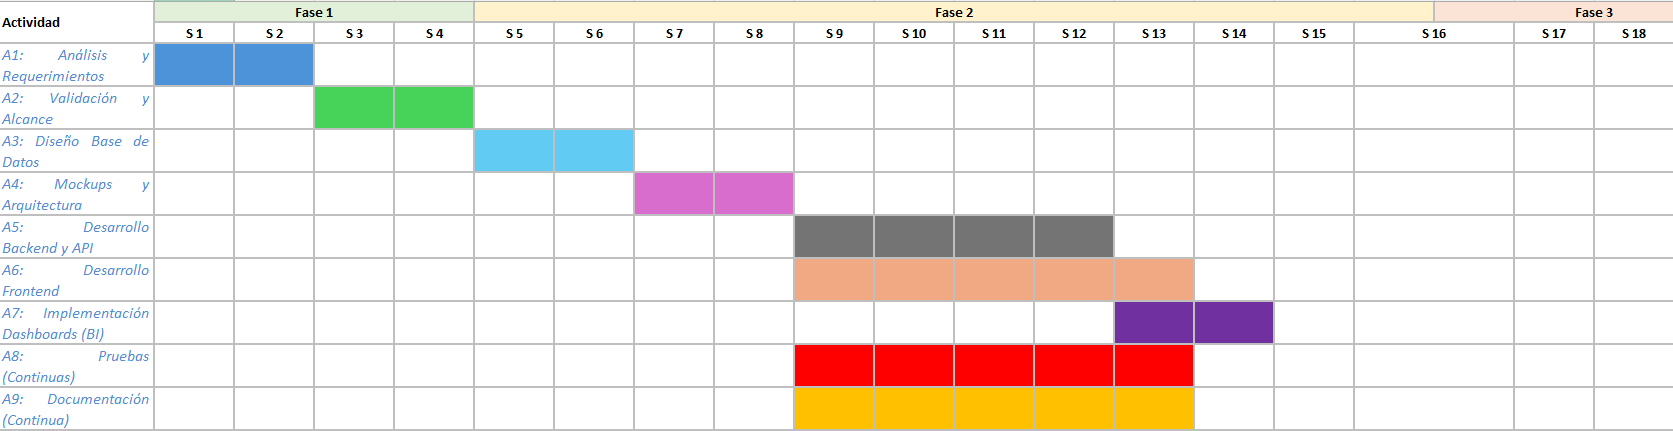 Actividad
Fase 1
Fase 2
Fase 3
S 1
S 2
S 3
S 4
S 5
S 6
S 7
S 8
S 9
S 10
S 11
S 12
S 13
S 14
S 15
S 16
S 17
S 18
A1: Análisis y
Requerimientos
A2: Validación y
Alcance
A3: Diseño Base de
Datos
A4: Mockups y
Arquitectura
A5: Desarrollo
Backend y API
A6: Desarrollo
Frontend
A7: Implementación
Dashboards (BI)
A8: Pruebas
(Continuas)
A9: Documentación
(Continua)